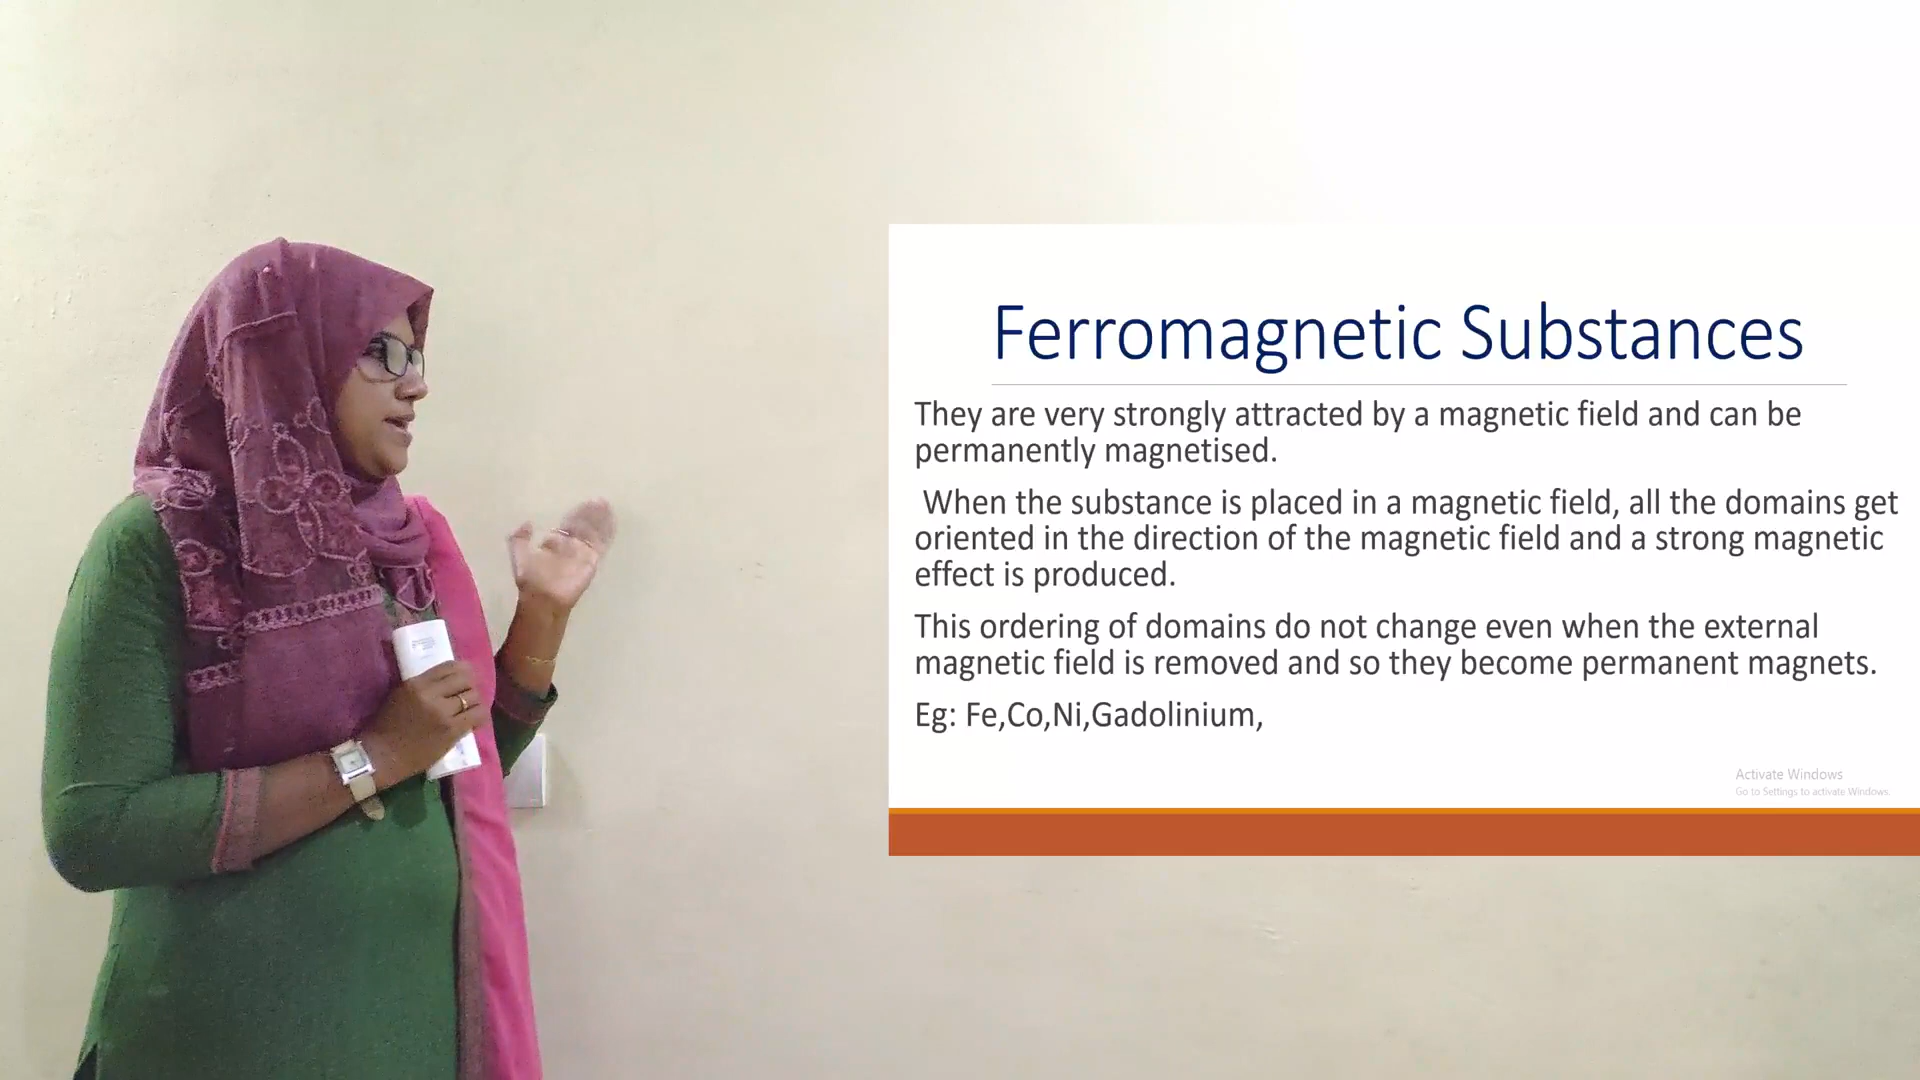 Ferromagnetic Substances
They are very strongly attracted by a magnetic field and can be
permanently magnetised.
When the substance is placed in a magnetic field, all the domains get
oriented in the direction of the magnetic field and a strong magnetic
effect is produced.
This ordering of domains do not change even when the external
magnetic field is removed and so they become permanent magnets.
Eg: Fe,Co,Ni,Gadolinium,
Activate Windows
Go to Settings to activate Windows.